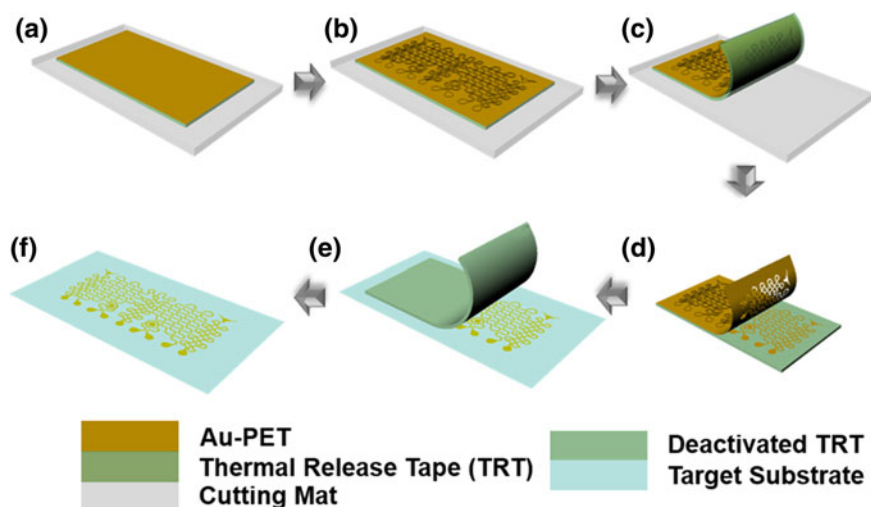 (a)
(b)
(c)
(f)
(e)
(d)
Au-PET
Thermal Release Tape (TRT)
Cutting Mat
Deactivated TRT
Target Substrate